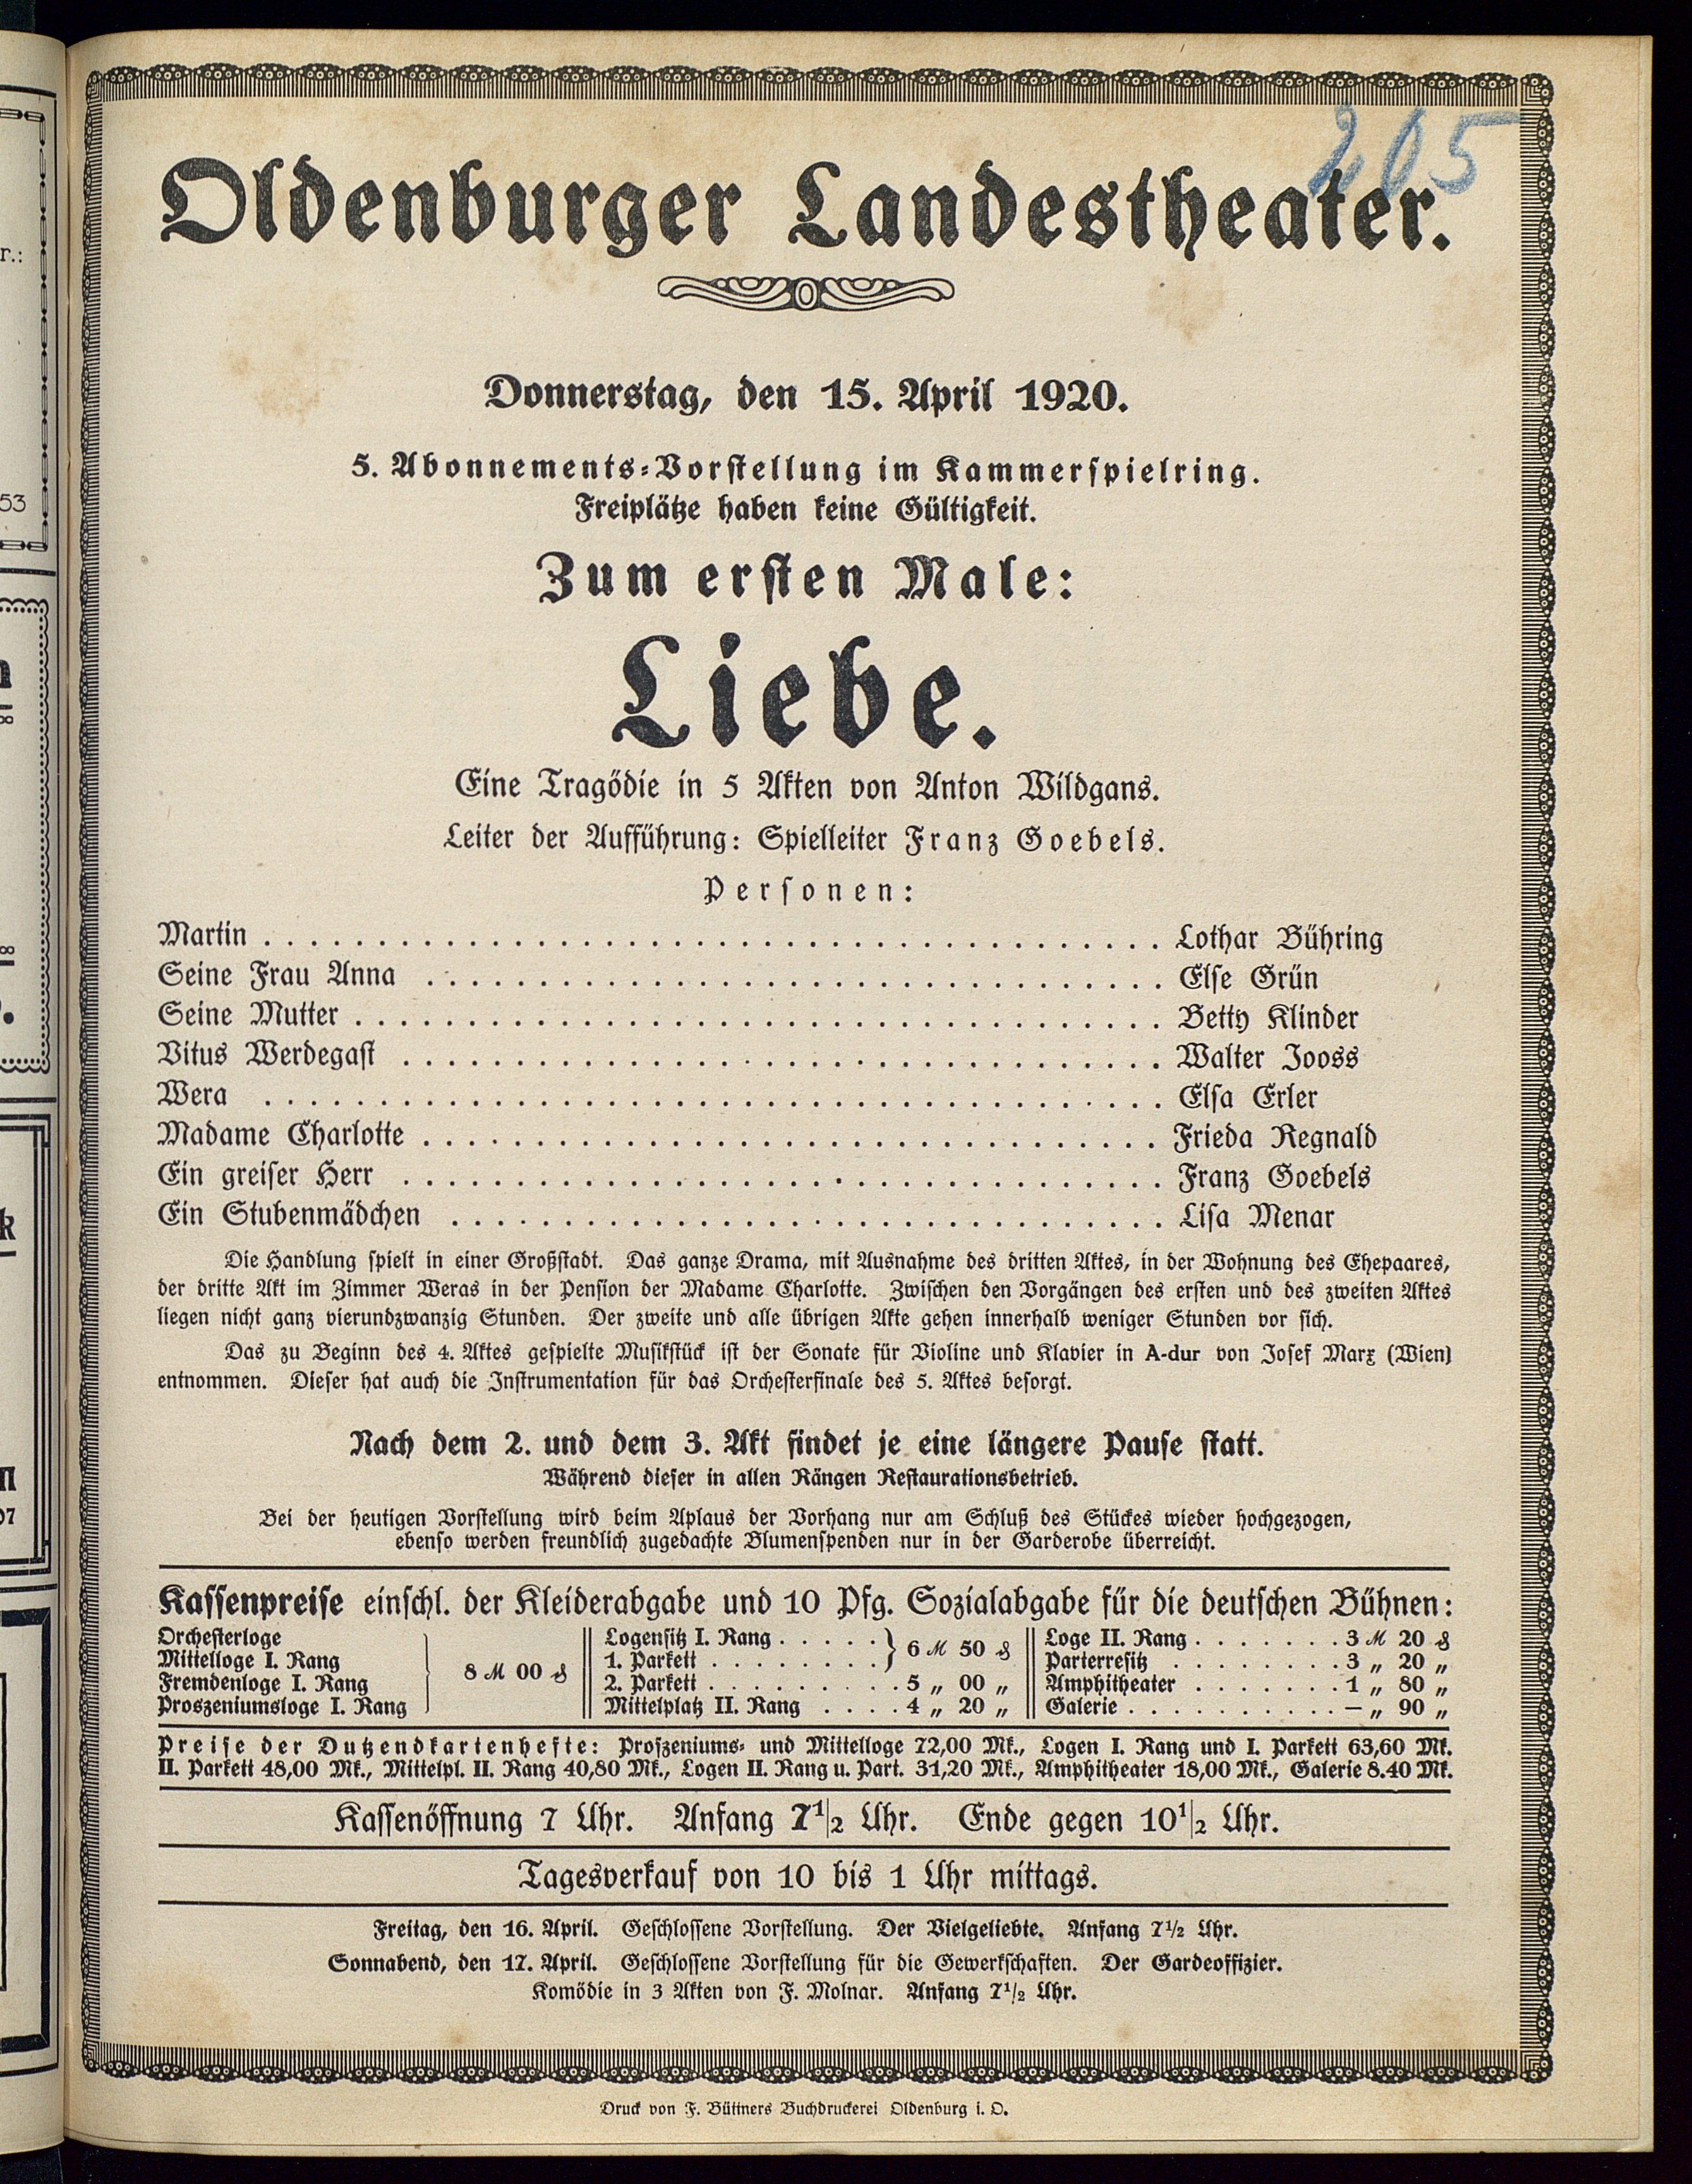 205
Oldenburger Landestheater.
Donnerstag, den 15. April 1920.
5. Abonnements-Vorstellung im Kammerspielring.
Freiplätze haben keine Gültigkeit.
Zum ersten Male:
Liebe.
Eine Tragödie in 5 Akten von Anton Wildgans.
Leiter der Aufführung: Spielleiter Franz Goebels.
Personen:
Martin . . . . . Lothar Bühring
Seine Frau Anna . . . . . Else Grün
Seine Mutter . . . . . Betty Klinder
Vitus Werdegast . . . . . Walter Jooss
Wera . . . . . Elsa Erler
Madame Charlotte . . . . . Frieda Regnald
Ein greiser Herr . . . . . Franz Goebels
Ein Stubenmädchen . . . . . Lisa Menar
Die Handlung spielt in einer Großstadt. Das ganze Drama, mit Ausnahme des dritten Aktes, in der Wohnung des Ehepaares,
der dritte Akt im Zimmer Weras in der Pension der Madame Charlotte. Zwischen den Vorgängen des ersten und des zweiten Aktes
liegen nicht ganz vierundzwanzig Stunden. Der zweite und alle übrigen Akte gehen innerhalb weniger Stunden vor sich.
Das zu Beginn des 4. Aktes gespielte Musikstück ist der Sonate für Violine und Klavier in A-dur von Josef Marx (Wien)
entnommen. Dieser hat auch die Instrumentation für das Orchesterfinale des 5. Aktes besorgt.
Nach dem 2. und dem 3. Akt findet je eine längere Pause statt.
Während dieser in allen Rängen Restaurationsbetrieb.
Bei der heutigen Vorstellung wird beim Aplaus der Vorhang nur am Schluß des Stückes wieder hochgezogen,
ebenso werden freundlich zugedachte Blumenspenden nur in der Garderobe überreicht.
Kassenpreise einschl. der Kleiderabgabe und 10 Pfg. Sozialabgabe für die deutschen Bühnen:
Orchesterloge
Mittelloge I. Rang
Fremdenloge I. Rang
Proszeniumsloge I. Rang
8 ℳ 00 ₰
Logensitz I. Rang . . . . .
1. Parkett . . . . .
6 ℳ 50 ₰
2. Parkett . . . . . 5 „ 00 „
Mittelplatz II. Rang . . . . 4 „ 20 „
Loge II. Rang . . . . . 3 ℳ 20 ₰
Parterresitz . . . . . 3 „ 20 „
Amphitheater . . . . . 1 „ 80 „
Galerie . . . . . — „ 90 „
Preise der Dutzendkartenhefte: Proszeniums- und Mittelloge 72,00 Mk., Logen I. Rang und I. Parkett 63,60 Mk.
II. Parkett 48,00 Mk., Mittelpl. II. Rang 40,80 Mk., Logen II. Rang u. Part. 31,20 Mk., Amphitheater 18,00 Mk., Galerie 8.40 Mk.
Kassenöffnung 7 Uhr. Anfang 7 1/2 Uhr. Ende gegen 10 1/2 Uhr.
Tagesverkauf von 10 bis 1 Uhr mittags.
Freitag, den 16. April. Geschlossene Vorstellung. Der Vielgeliebte. Anfang 7 1/2 Uhr.
Sonnabend, den 17. April. Geschlossene Vorstellung für die Gewerkschaften. Der Gardeoffizier.
Komödie in 3 Akten von F. Molnar. Anfang 7 1/2 Uhr.
Druck von F. Büttners Buchdruckerei Oldenburg i. O.